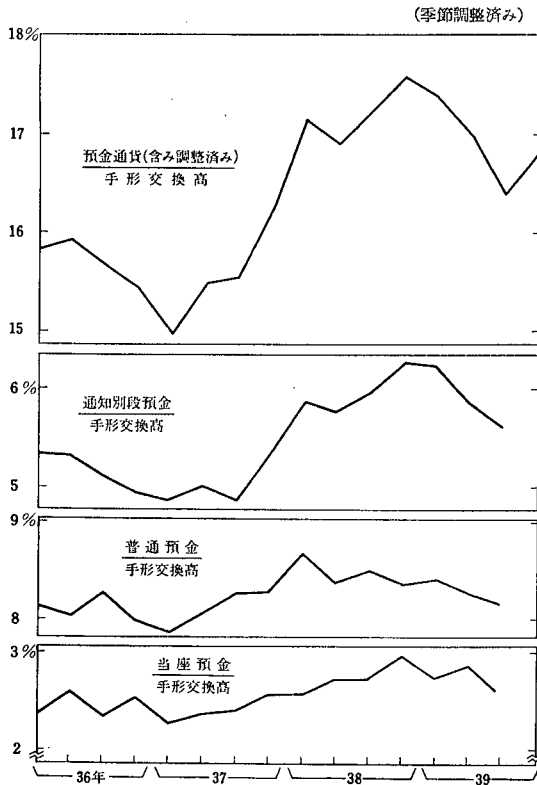 (季節調整済み)
18%
17
16
15
預金通貨(含み調整済み)
手形交換高
6%
5
通知別段預金
手形交換高
9%
8
普通預金
手形交換高
3%
2
当座預金
手形交換高
36年 37 38 39